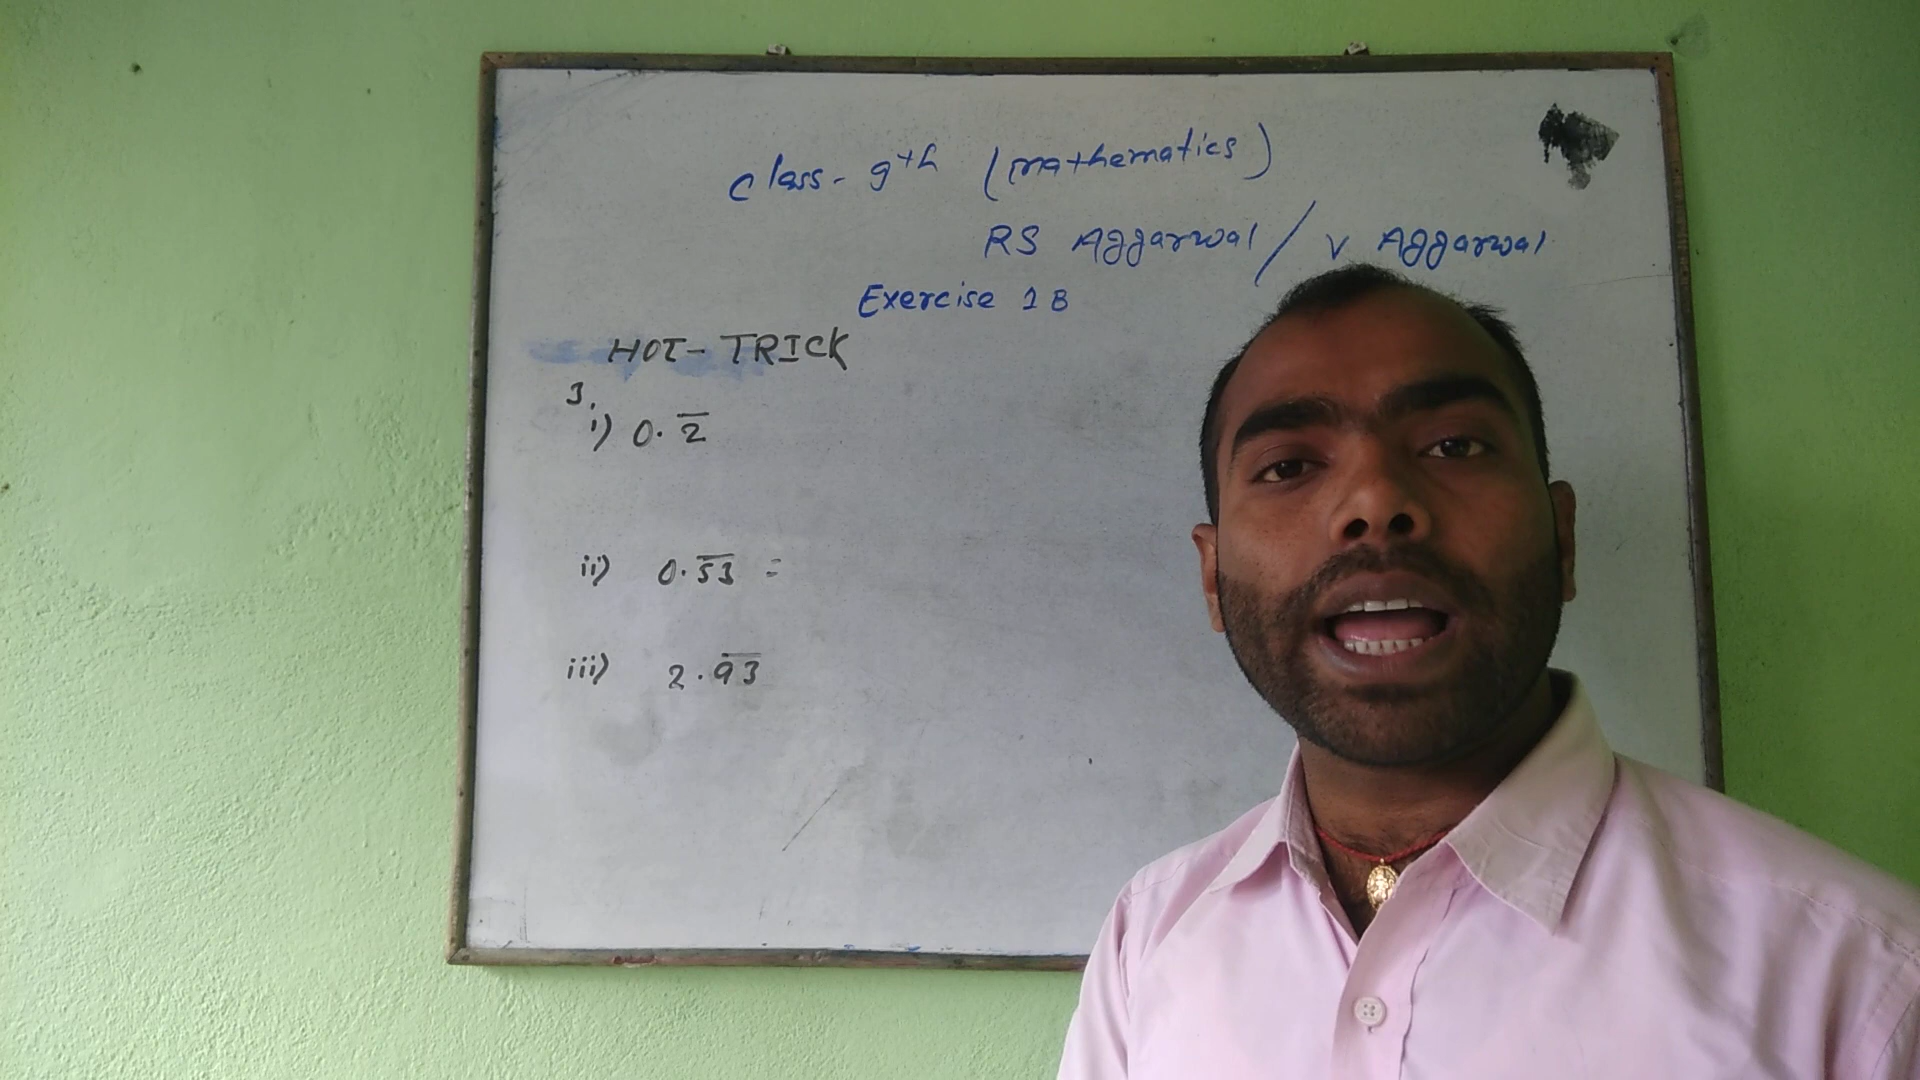 Class - 9th (mathematics)
RS Aggarwal / V Aggarwal
Exercise 1B
HOT-TRICK
3.
i) 0.2̅
ii) 0.5̅3̅ =
iii) 2.9̅3̅